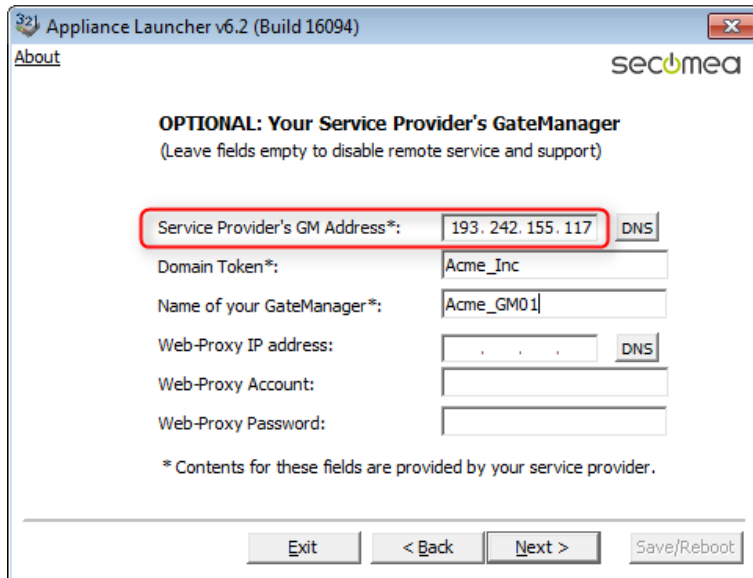 Appliance Launcher v6.2 (Build 16094)
About
secomea
OPTIONAL: Your Service Provider's GateManager
(Leave fields empty to disable remote service and support)
Service Provider's GM Address*: 193. 242. 155. 117 DNS
Domain Token*: Acme_Inc
Name of your GateManager*: Acme_GM01
Web-Proxy IP address: . . . DNS
Web-Proxy Account:
Web-Proxy Password:
* Contents for these fields are provided by your service provider.
Exit < Back Next > Save/Reboot